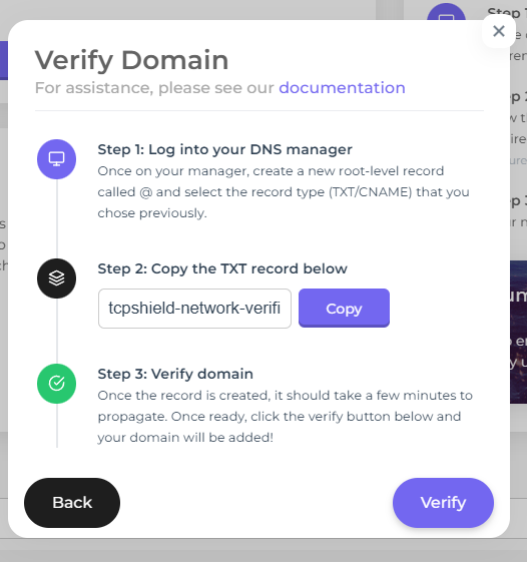 Step 1
Verify Domain
For assistance, please see our documentation
Step 1: Log into your DNS manager
Once on your manager, create a new root-level record
called @ and select the record type (TXT/CNAME) that you
chose previously.
Step 2: Copy the TXT record below
tcpshield-network-verifi
Copy
Step 3: Verify domain
Once the record is created, it should take a few minutes to
propagate. Once ready, click the verify button below and
your domain will be added!
Back
Verify